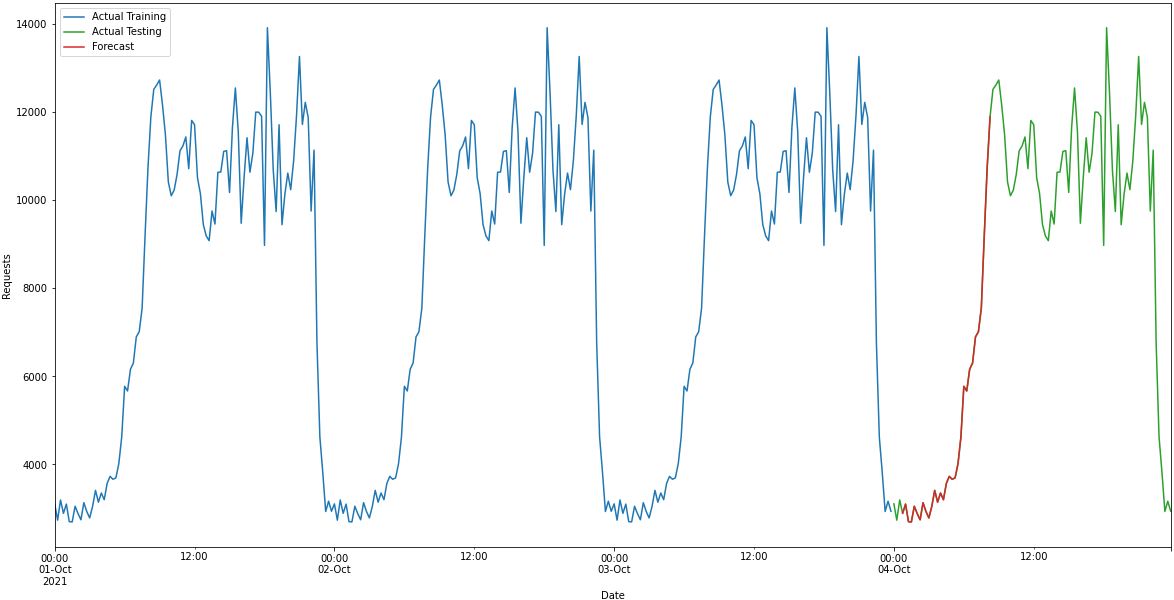 Actual Training
Actual Testing
Forecast
14000
12000
10000
8000
6000
4000
Requests
00:00
01-Oct
2021
12:00
00:00
02-Oct
12:00
00:00
03-Oct
12:00
00:00
04-Oct
12:00
Date